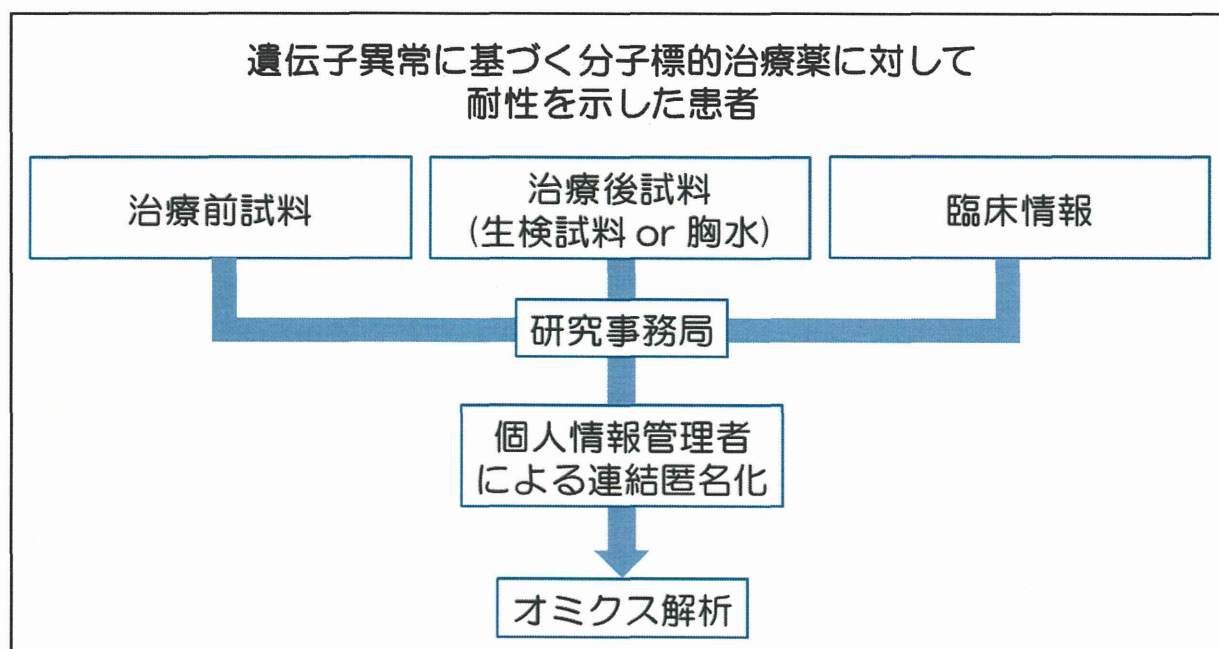 遺伝子異常に基づく分子標的治療薬に対して
耐性を示した患者
治療前試料
治療後試料
(生検試料 or 胸水)
臨床情報
研究事務局
個人情報管理者
による連結匿名化
オミクス解析